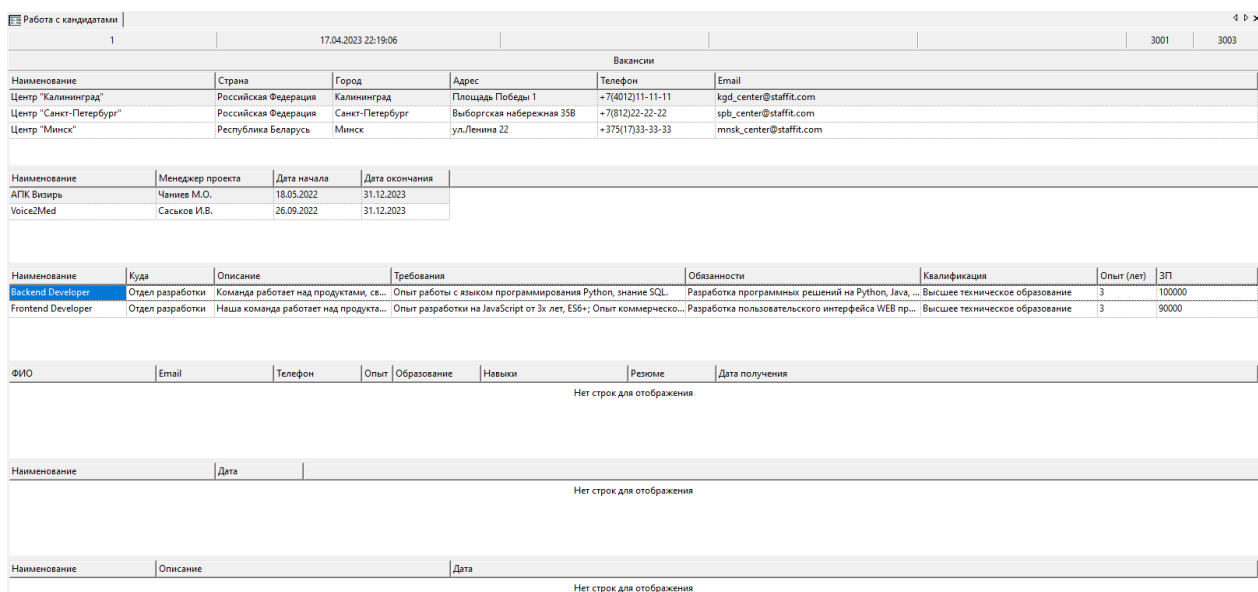 Работа с кандидатами
1 17.04.2023 22:19:06 3001 3003
Вакансии
Наименование Страна Город Адрес Телефон Email
Центр "Калининград" Российская Федерация Калининград Площадь Победы 1 +7(4012)11-11-11 kgd_center@staffit.com
Центр "Санкт-Петербург" Российская Федерация Санкт-Петербург Выборгская набережная 35В +7(812)22-22-22 spb_center@staffit.com
Центр "Минск" Республика Беларусь Минск ул.Ленина 22 +375(17)33-33-33 mnsk_center@staffit.com
Наименование Менеджер проекта Дата начала Дата окончания
АПК Визирь Чаниев М.О. 18.05.2022 31.12.2023
Voice2Med Саськов И.В. 26.09.2022 31.12.2023
Наименование Куда Описание Требования Обязанности Квалификация Опыт (лет) ЗП
Backend Developer Отдел разработки Команда работает над продуктами, св... Опыт работы с языком программирования Python, знание SQL. Разработка программных решений на Python, Java, ... Высшее техническое образование 3 100000
Frontend Developer Отдел разработки Наша команда работает над продукта... Опыт разработки на JavaScript от 3х лет, ES6+; Опыт коммерческо... Разработка пользовательского интерфейса WEB пр... Высшее техническое образование 3 90000
ФИО Email Телефон Опыт Образование Навыки Резюме Дата получения
Нет строк для отображения
Наименование Дата
Нет строк для отображения
Наименование Описание Дата
Нет строк для отображения